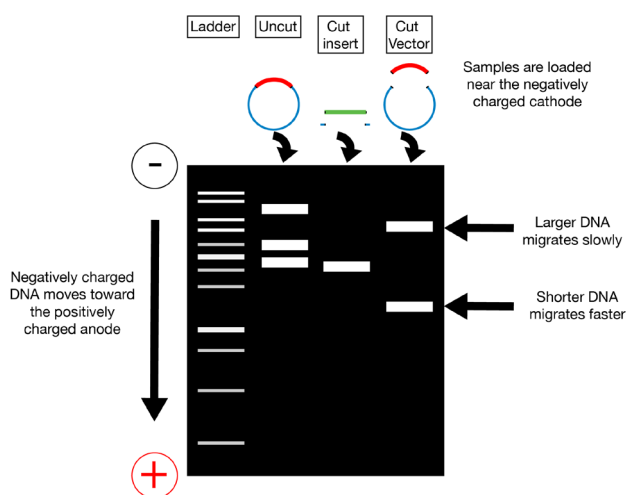 Ladder
Uncut
Cut
insert
Cut
Vector
Samples are loaded
near the negatively
charged cathode
-
Larger DNA
migrates slowly
Negatively charged
DNA moves toward
the positively
charged anode
Shorter DNA
migrates faster
+